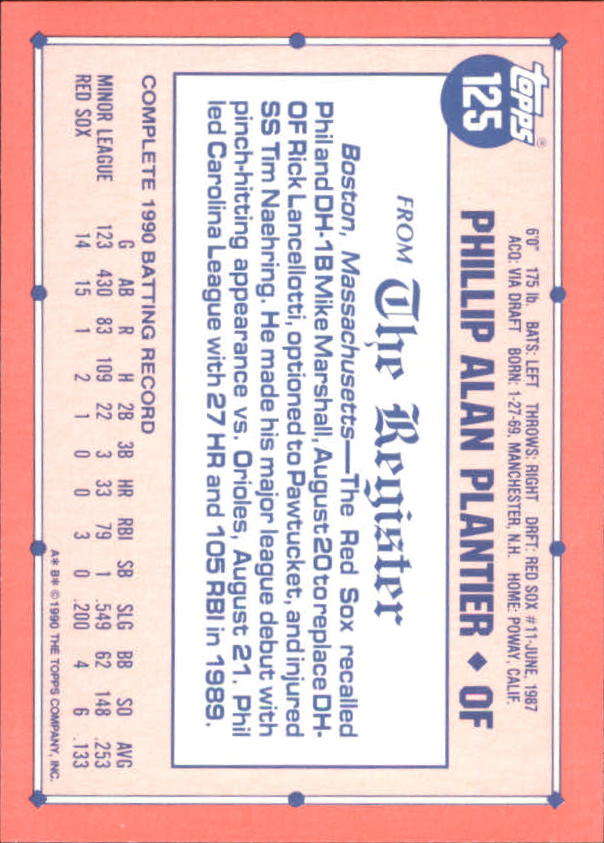 topps®
125
PHILLIP ALAN PLANTIER ◆ OF
6'0" 175 lb. BATS: LEFT THROWS: RIGHT DRFT: RED SOX #11-JUNE, 1987
ACQ: VIA DRAFT BORN: 1-27-69, MANCHESTER, N.H. HOME: POWAY, CALIF.
FROM The Register
Boston, Massachusetts—The Red Sox recalled
Phil and DH-1B Mike Marshall, August 20 to replace DH-
OF Rick Lancellotti, optioned to Pawtucket, and injured
SS Tim Naehring. He made his major league debut with
pinch-hitting appearance vs. Orioles, August 21. Phil
led Carolina League with 27 HR and 105 RBI in 1989.
COMPLETE 1990 BATTING RECORD
G AB R H 2B 3B HR RBI SB SLG BB SO AVG
MINOR LEAGUE 123 430 83 109 22 3 33 79 1 .549 62 148 .253
RED SOX 14 15 1 2 1 0 0 3 0 .200 4 6 .133
A* B* © 1990 THE TOPPS COMPANY, INC.